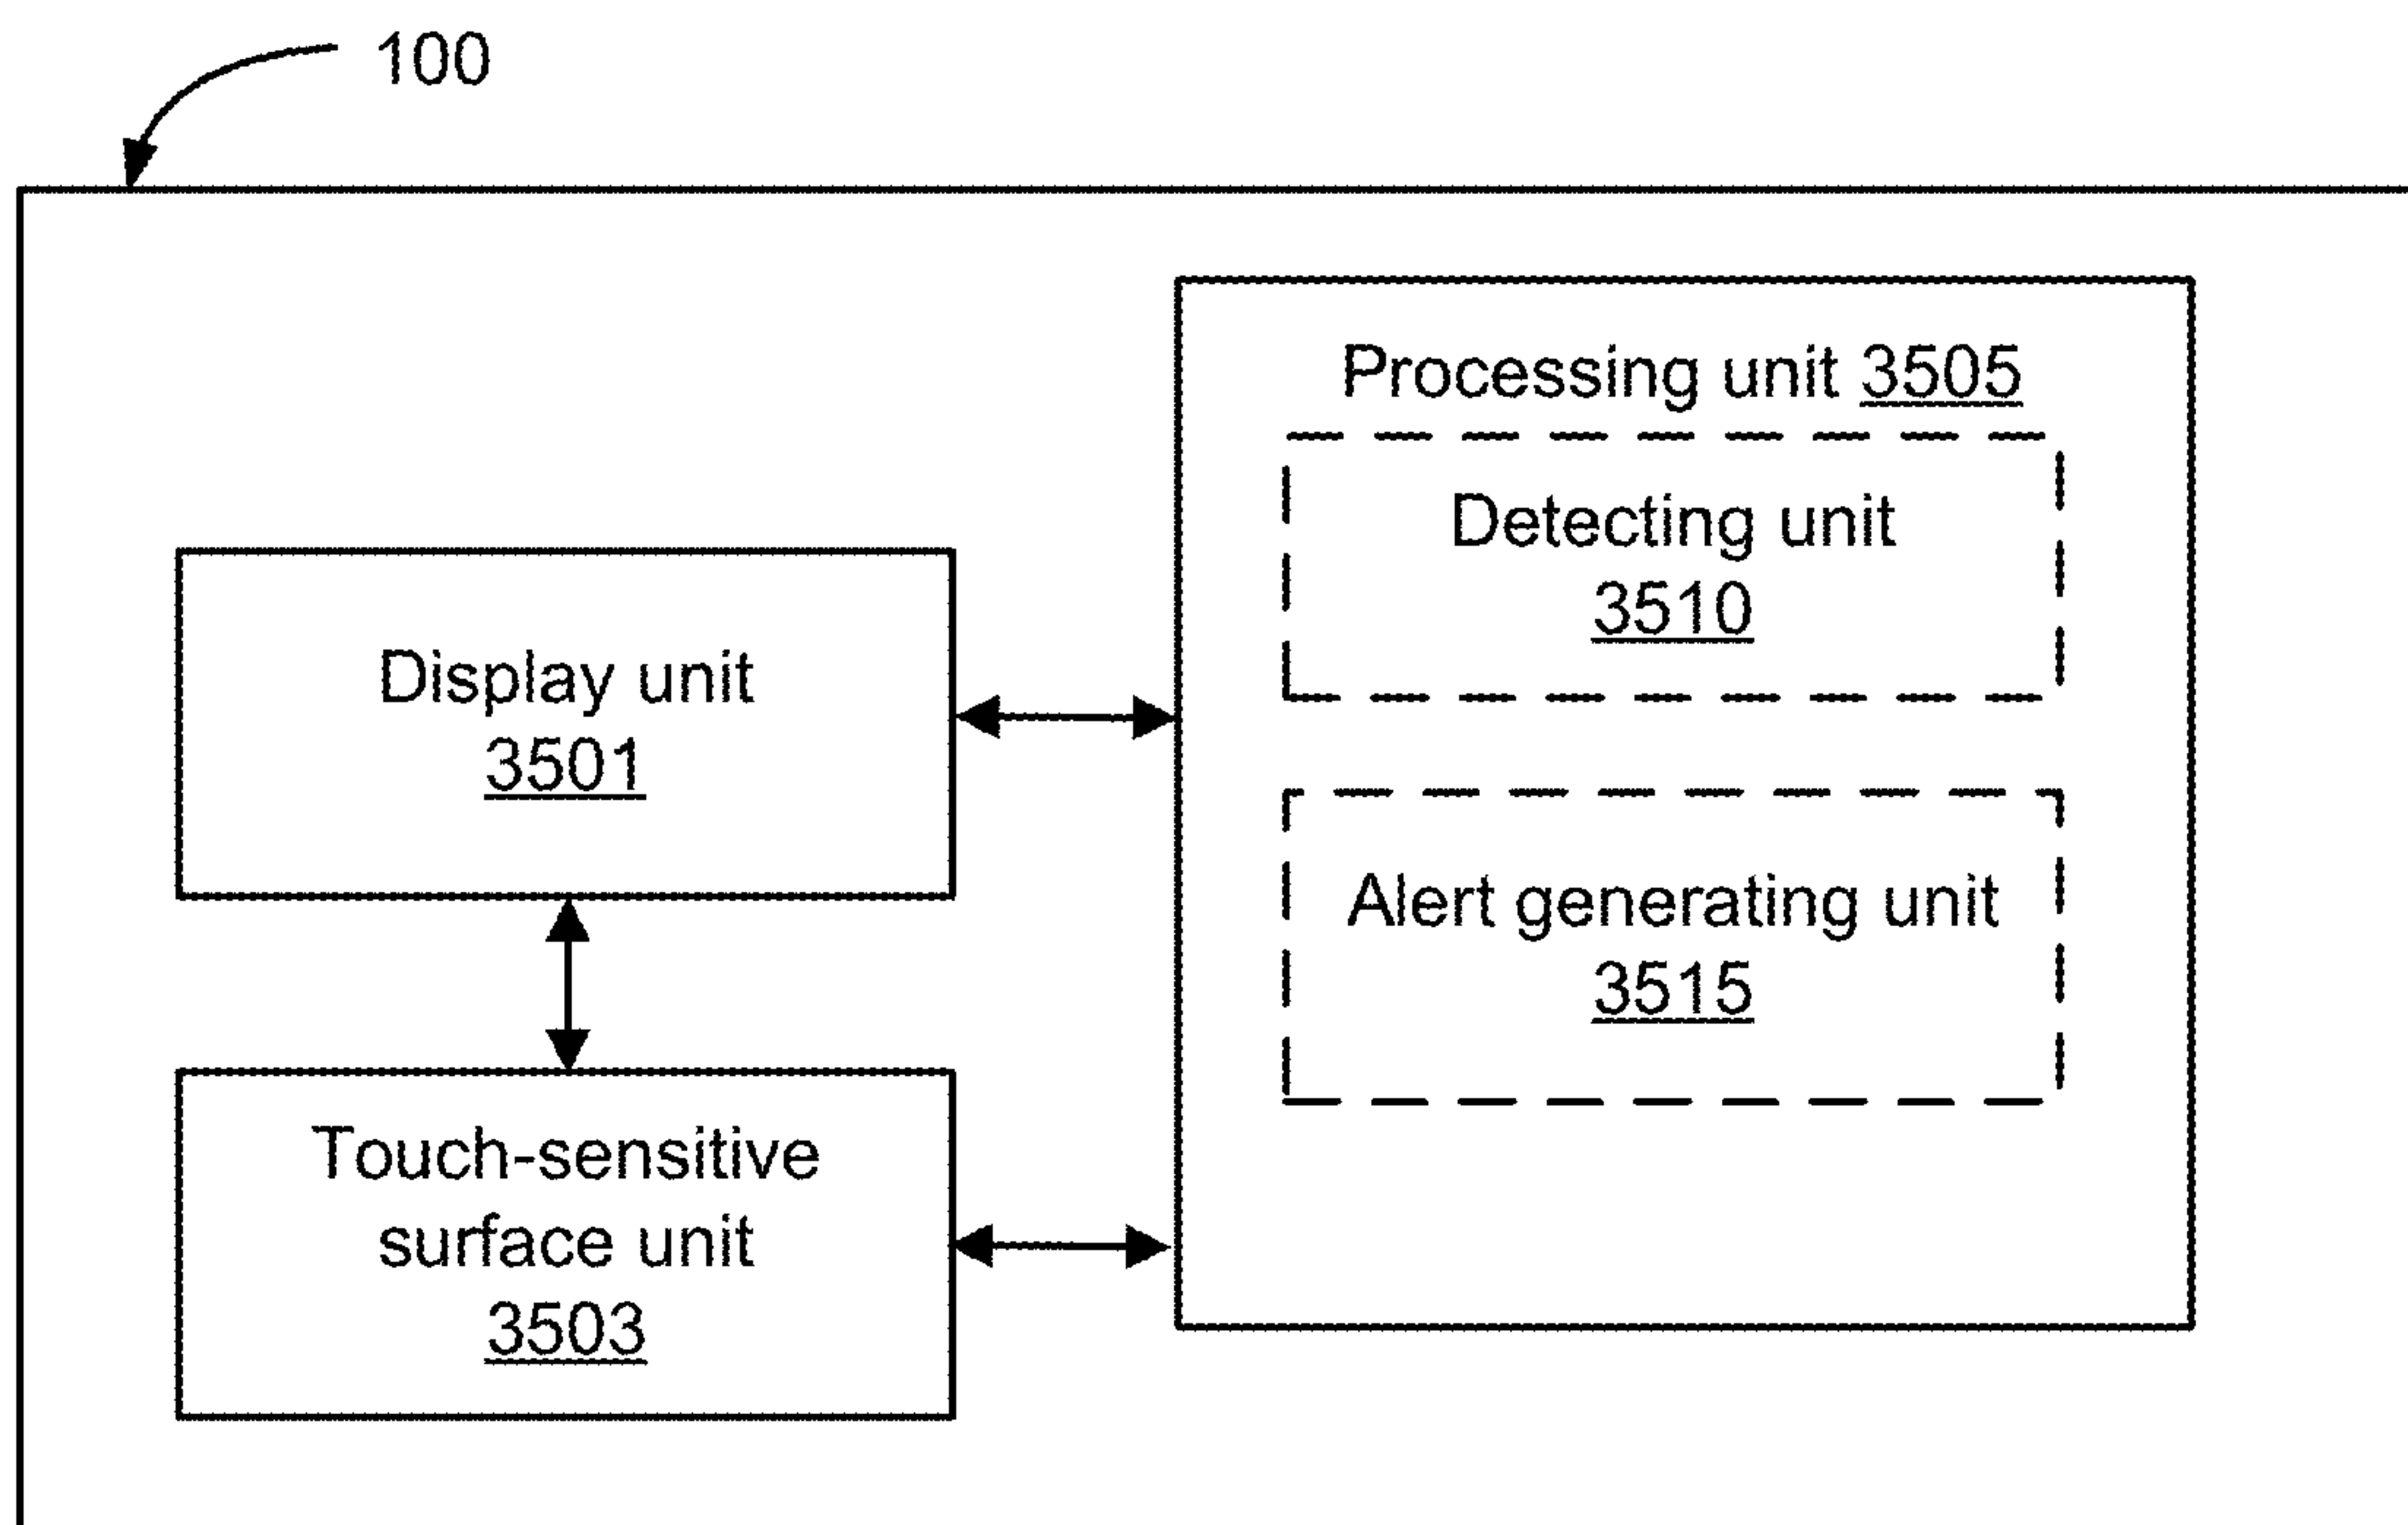 100
Processing unit 3505
Detecting unit
3510
Display unit
3501
Alert generating unit
3515
Touch-sensitive
surface unit
3503